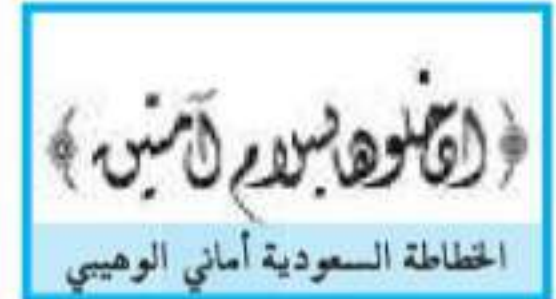 ﴿ ادخلوها بسلام آمنين ﴾
الخطاطة السعودية أماني الوهيبي